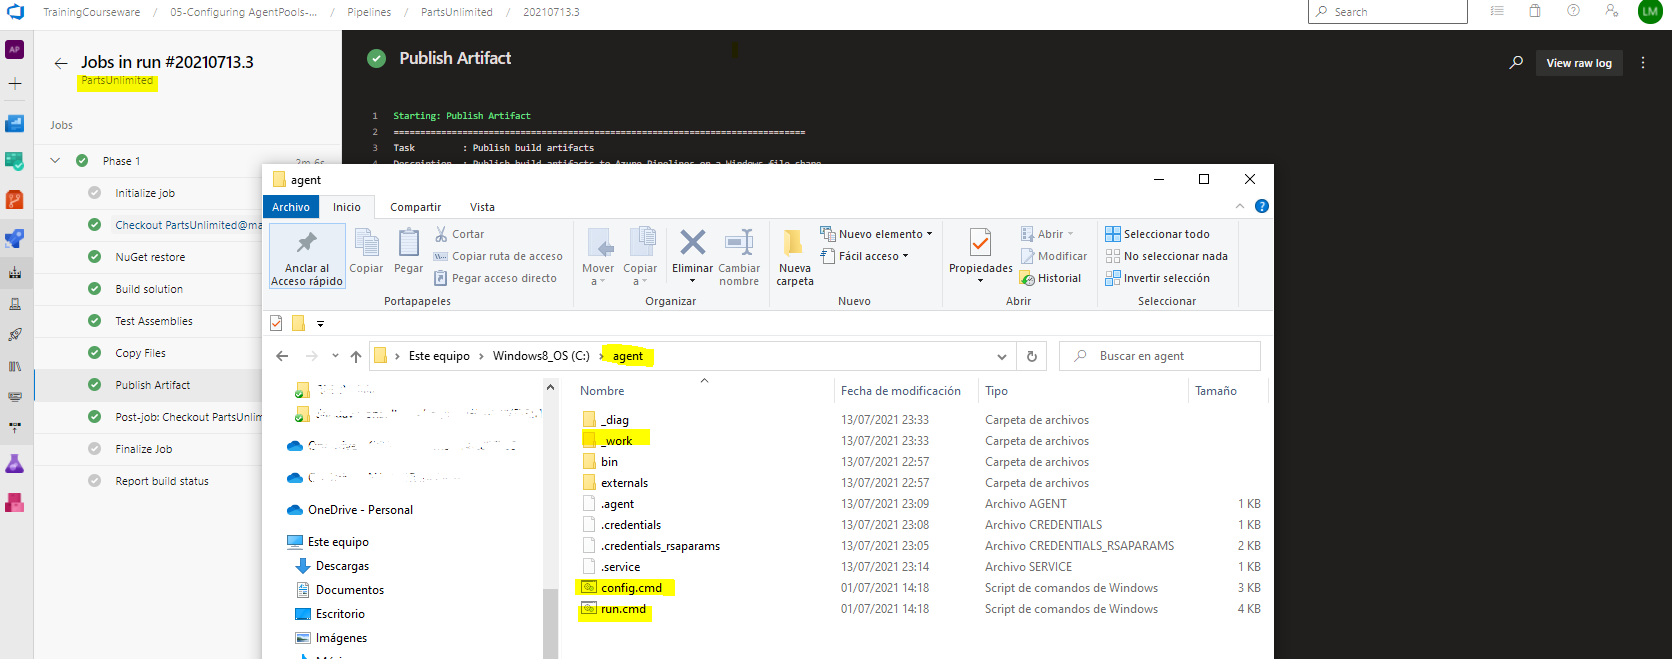 TrainingCourseware / 05-Configuring AgentPools-... / Pipelines / PartsUnlimited / 20210713.3
Search
LM
AP
Jobs in run #20210713.3
PartsUnlimited
Jobs
Phase 1
2m 6s
Initialize job
Checkout PartsUnlimited@ma
NuGet restore
Build solution
Test Assemblies
Copy Files
Publish Artifact
Post-job: Checkout PartsUnlim
Finalize Job
Report build status
Publish Artifact
View raw log
1 Starting: Publish Artifact
2 ==============================================================================
3 Task : Publish build artifacts
4 Description : Publish build artifacts to Azure Pipelines on a Windows file share
agent
Archivo Inicio Compartir Vista
Anclar al
Acceso rápido
Copiar
Pegar
Cortar
Copiar ruta de acceso
Pegar acceso directo
Portapapeles
Mover
a
Copiar
a
Eliminar
Cambiar
nombre
Organizar
Nueva
carpeta
Nuevo elemento
Fácil acceso
Nuevo
Propiedades
Abrir
Modificar
Historial
Abrir
Seleccionar todo
No seleccionar nada
Invertir selección
Seleccionar
Este equipo > Windows8_OS (C:) > agent
Buscar en agent
OneDrive - Personal
Este equipo
Descargas
Documentos
Escritorio
Imágenes
Nombre Fecha de modificación Tipo Tamaño
_diag 13/07/2021 23:33 Carpeta de archivos
_work 13/07/2021 23:33 Carpeta de archivos
bin 13/07/2021 22:57 Carpeta de archivos
externals 13/07/2021 22:57 Carpeta de archivos
.agent 13/07/2021 23:09 Archivo AGENT 1 KB
.credentials 13/07/2021 23:08 Archivo CREDENTIALS 1 KB
.credentials_rsaparams 13/07/2021 23:05 Archivo CREDENTIALS_RSAPARAMS 2 KB
.service 13/07/2021 23:14 Archivo SERVICE 1 KB
config.cmd 01/07/2021 14:18 Script de comandos de Windows 3 KB
run.cmd 01/07/2021 14:18 Script de comandos de Windows 4 KB